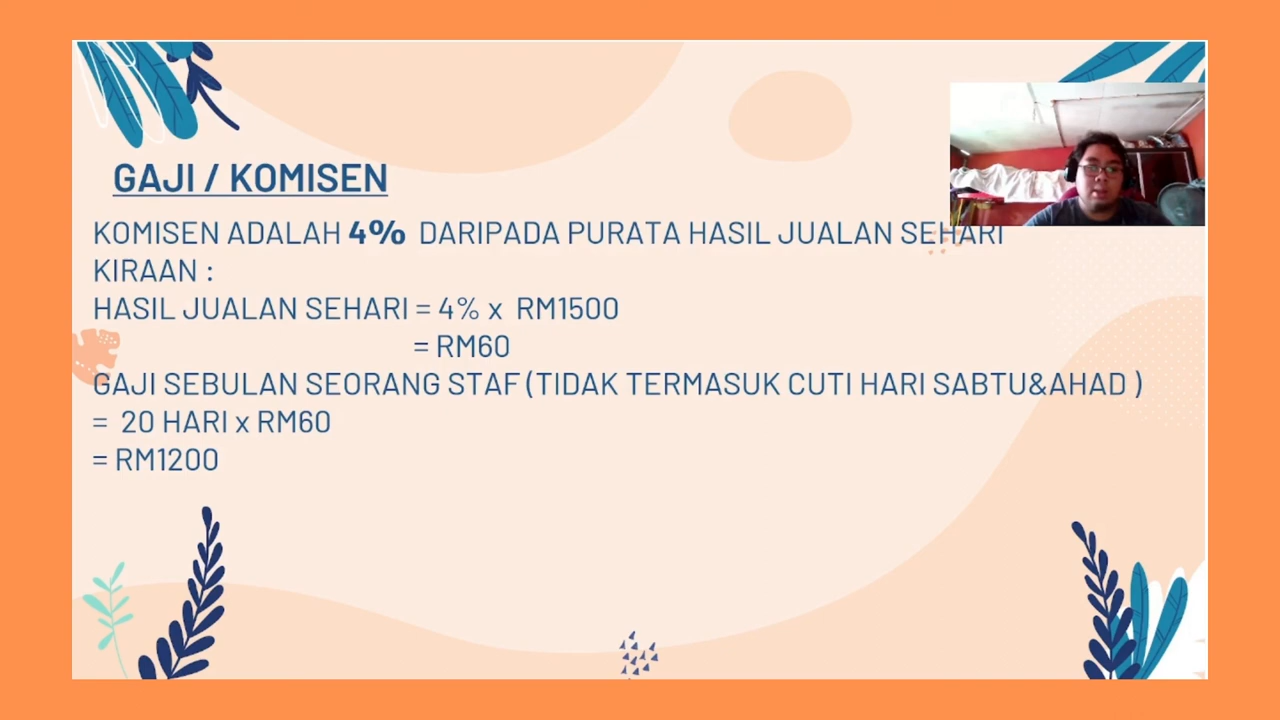 GAJI / KOMISEN
KOMISEN ADALAH 4% DARIPADA PURATA HASIL JUALAN SEHARI
KIRAAN :
HASIL JUALAN SEHARI = 4% x RM1500
= RM60
GAJI SEBULAN SEORANG STAF (TIDAK TERMASUK CUTI HARI SABTU&AHAD )
= 20 HARI x RM60
= RM1200